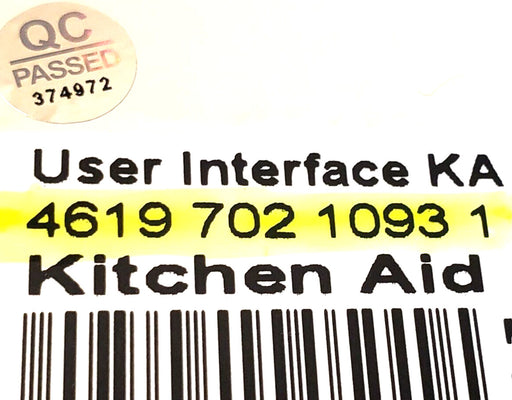 QC
PASSED
374972
User Interface KA
4619 702 1093 1
Kitchen Aid